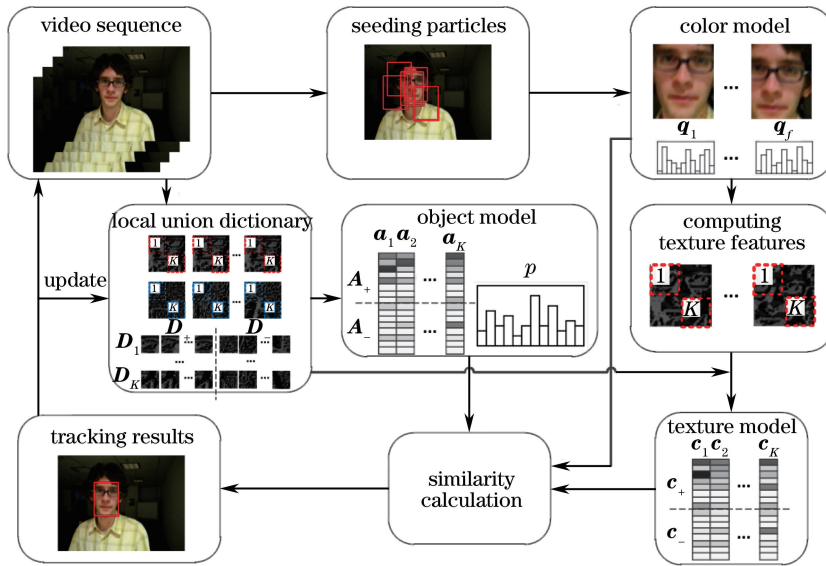 video sequence
seeding particles
color model
...
q1 qf
...
local union dictionary
1 1 1
...
K K K
1 1 1
...
K K K
D+ D-
D1 ... ...
... ...
DK ... ...
update
object model
a1 a2 aK
A+ ...
A- ...
p
computing
texture features
1 ... 1
K K
tracking results
similarity
calculation
texture model
c1 c2 cK
c+ ...
c- ...